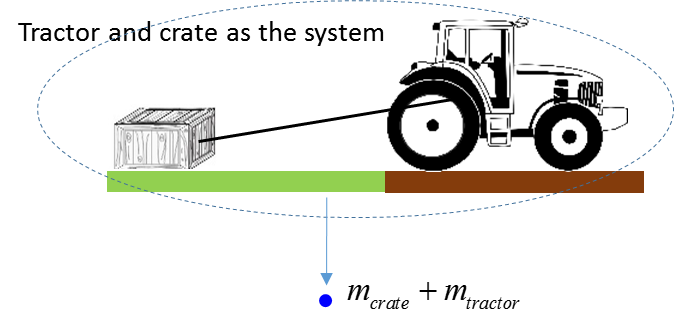 Tractor and crate as the system
m_crate + m_tractor